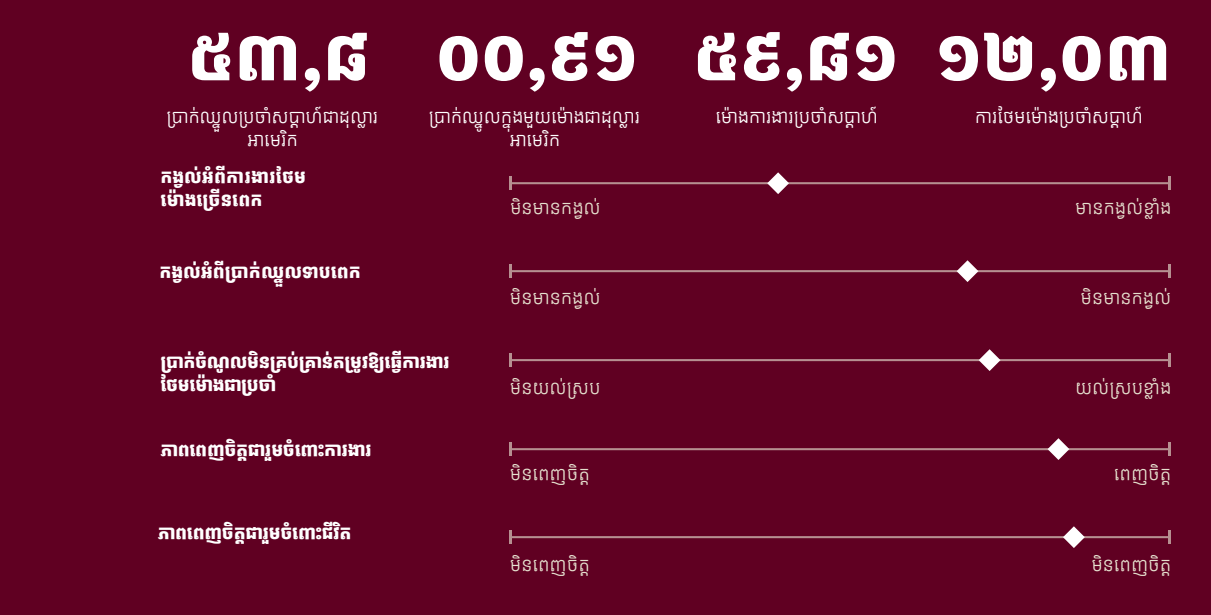 ៥៣,៨ ០០,៩១ ៥៩,៨១ ១២,០៣
ប្រាក់ឈ្នួលប្រចាំសប្តាហ៍ជាដុល្លារ
អាមេរិក
ប្រាក់ឈ្នួលក្នុងមួយម៉ោងជាដុល្លារ
អាមេរិក
ម៉ោងការងារប្រចាំសប្តាហ៍
ការថែមម៉ោងប្រចាំសប្តាហ៍
កង្វល់អំពីការងារថែម
ម៉ោងច្រើនពេក
មិនមានកង្វល់ មានកង្វល់ខ្លាំង
កង្វល់អំពីប្រាក់ឈ្នួលទាបពេក
មិនមានកង្វល់ មិនមានកង្វល់
ប្រាក់ចំណូលមិនគ្រប់គ្រាន់តម្រូវឱ្យធ្វើការងារ
ថែមម៉ោងជាប្រចាំ
មិនយល់ស្រប យល់ស្របខ្លាំង
ភាពពេញចិត្តជារួមចំពោះការងារ
មិនពេញចិត្ត ពេញចិត្ត
ភាពពេញចិត្តជារួមចំពោះជីវិត
មិនពេញចិត្ត មិនពេញចិត្ត